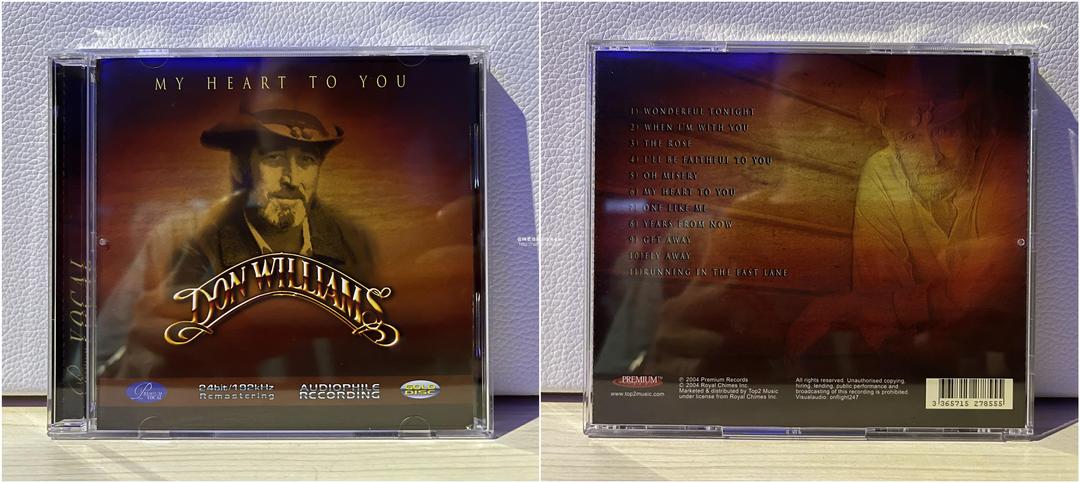 MY HEART TO YOU
DON WILLIAMS
PREMIUM
VOCAL
24bit/192kHz
Remastering
AUDIOPHILE
RECORDING
GOLD
DISC
1) WONDERFUL TONIGHT
2) WHEN I'M WITH YOU
3) THE ROSE
4) I'LL BE FAITHFUL TO YOU
5) OH MISERY
6) MY HEART TO YOU
7) ONE LIKE ME
8) YEARS FROM NOW
9) GET AWAY
10)FLY AWAY
11)RUNNING IN THE FAST LANE
PREMIUM
www.top2music.com
℗ 2004 Premium Records
© 2004 Royal Chimes Inc.
Marketed & distributed by Top2 Music
under license from Royal Chimes Inc.
All rights reserved. Unauthorised copying,
hiring, lending, public performance and
broadcasting of this recording is prohibited.
Visualaudio: onflight247
3 365715 278555